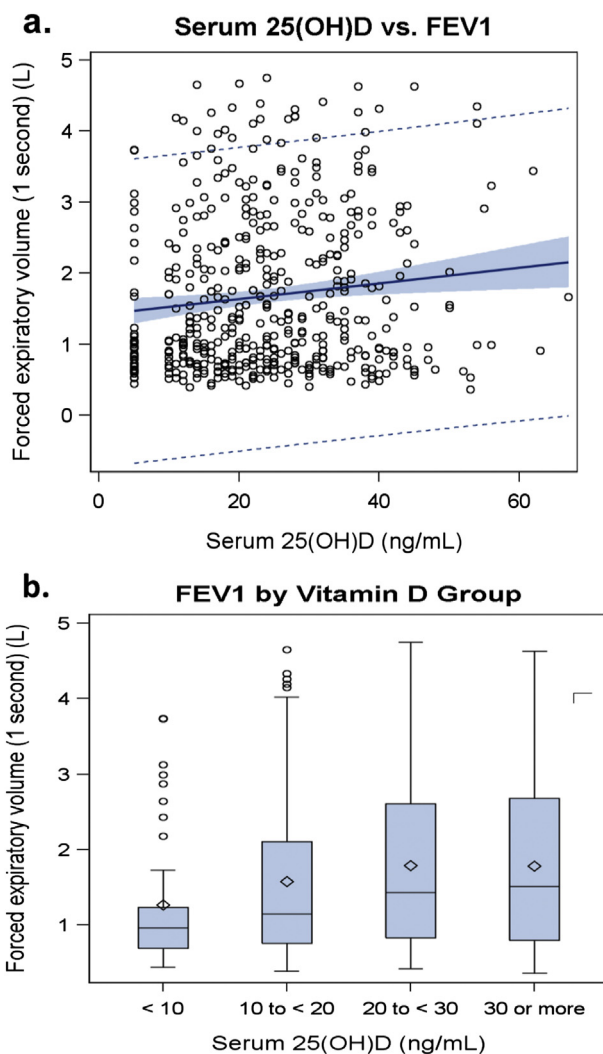 a.
Serum 25(OH)D vs. FEV1
Forced expiratory volume (1 second) (L)
5
4
3
2
1
0
0 20 40 60
Serum 25(OH)D (ng/mL)
b.
FEV1 by Vitamin D Group
Forced expiratory volume (1 second) (L)
5
4
3
2
1
< 10 10 to < 20 20 to < 30 30 or more
Serum 25(OH)D (ng/mL)